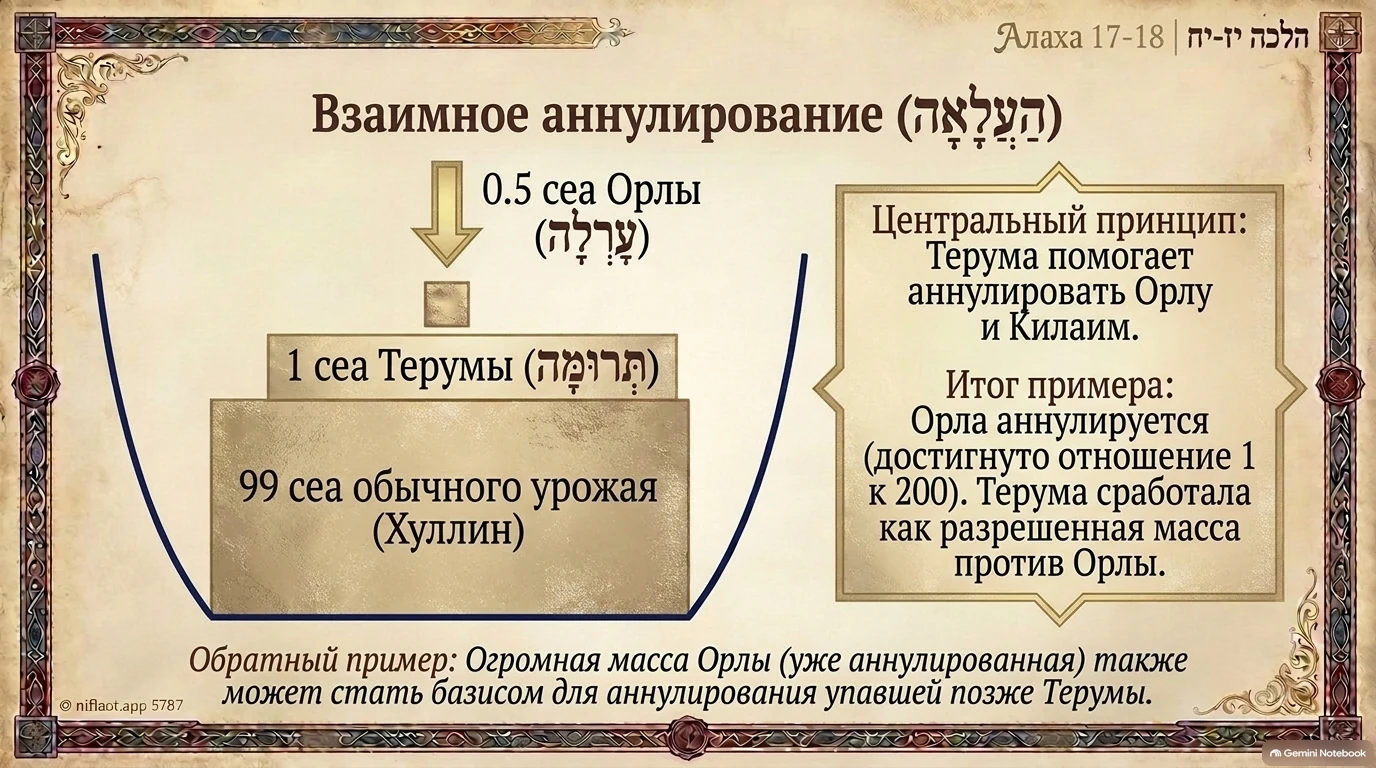 Алаха 17-18 | הלכה יז-יח
Взаимное аннулирование (הַעֲלָאָה)
0.5 сеа Орлы
(עָרְלָה)
1 сеа Терумы (תְּרוּמָּה)
99 сеа обычного урожая
(Хуллин)
Центральный принцип:
Терума помогает
аннулировать Орлу
и Килаим.
Итог примера:
Орла аннулируется
(достигнуто отношение 1
к 200). Терума сработала
как разрешенная масса
против Орлы.
Обратный пример: Огромная масса Орлы (уже аннулированная) также
может стать базисом для аннулирования упавшей позже Терумы.
© niflaot.app 5787
Gemini Notebook